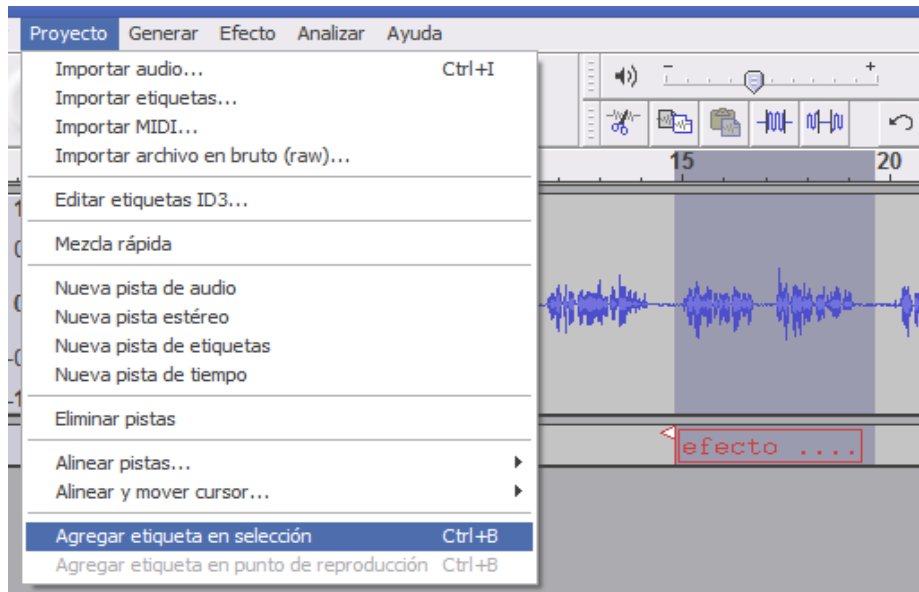 Proyecto Generar Efecto Analizar Ayuda
Importar audio... Ctrl+I
Importar etiquetas...
Importar MIDI...
Importar archivo en bruto (raw)...
Editar etiquetas ID3...
Mezcla rápida
Nueva pista de audio
Nueva pista estéreo
Nueva pista de etiquetas
Nueva pista de tiempo
Eliminar pistas
Alinear pistas...
Alinear y mover cursor...
Agregar etiqueta en selección Ctrl+B
Agregar etiqueta en punto de reproducción Ctrl+B
- +
15 20
efecto ....